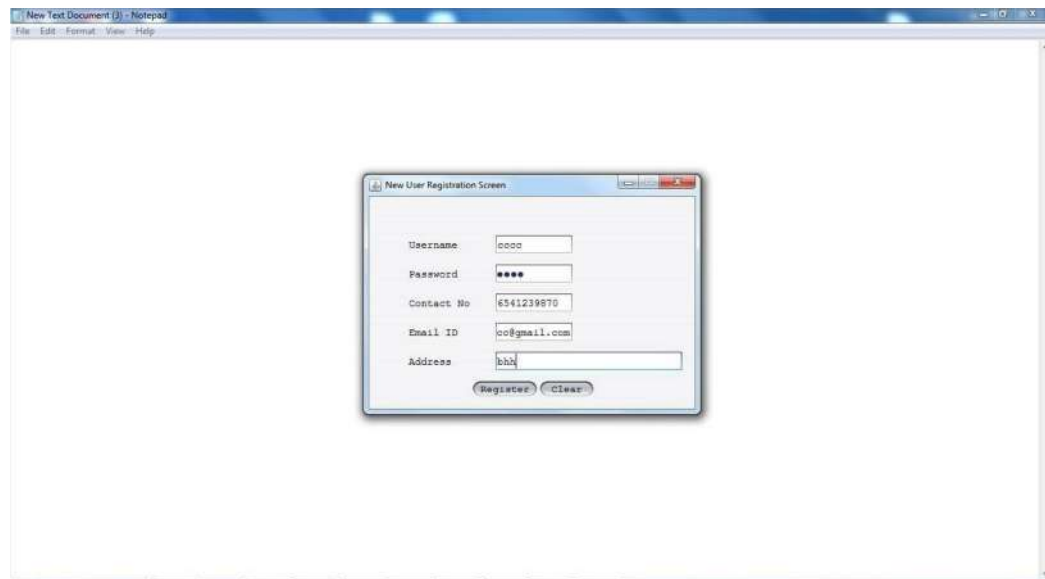 New Text Document (3) - Notepad
File Edit Format View Help
New User Registration Screen
Username cccc
Password ••••
Contact No 6541239870
Email ID co@gmail.com
Address bhh
Register Clear